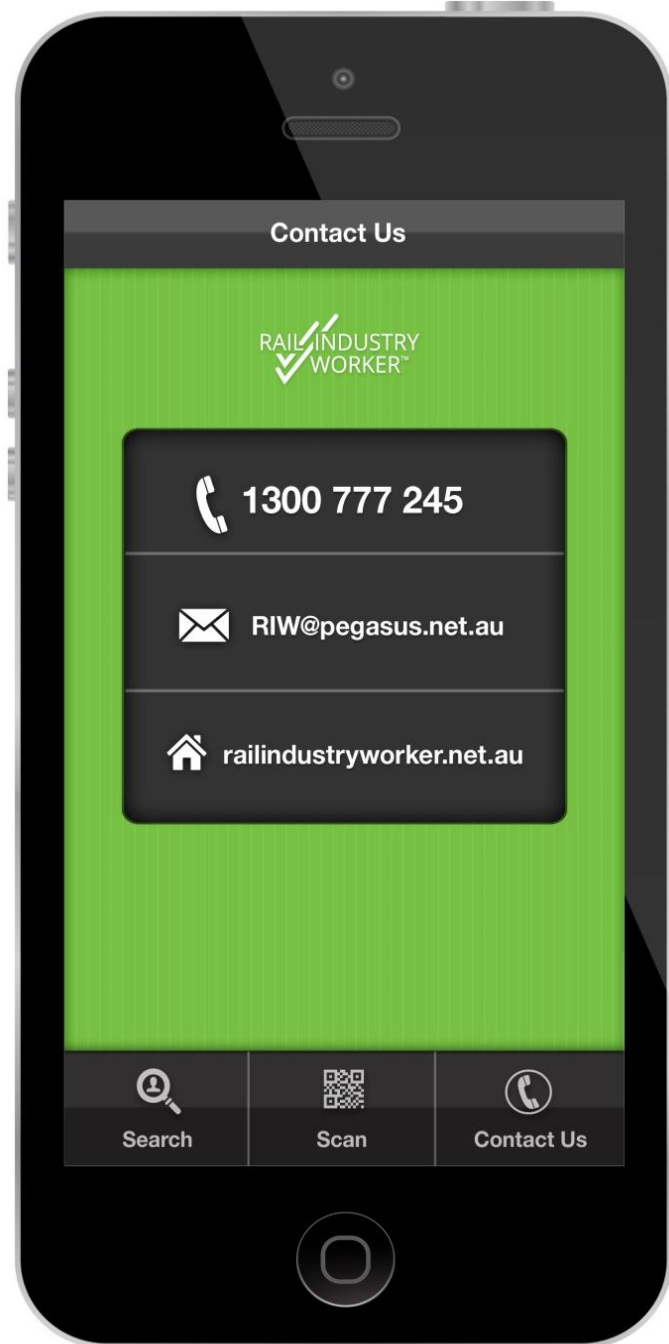 Contact Us
RAIL INDUSTRY
WORKER™
1300 777 245
RIW@pegasus.net.au
railindustryworker.net.au
Search
Scan
Contact Us